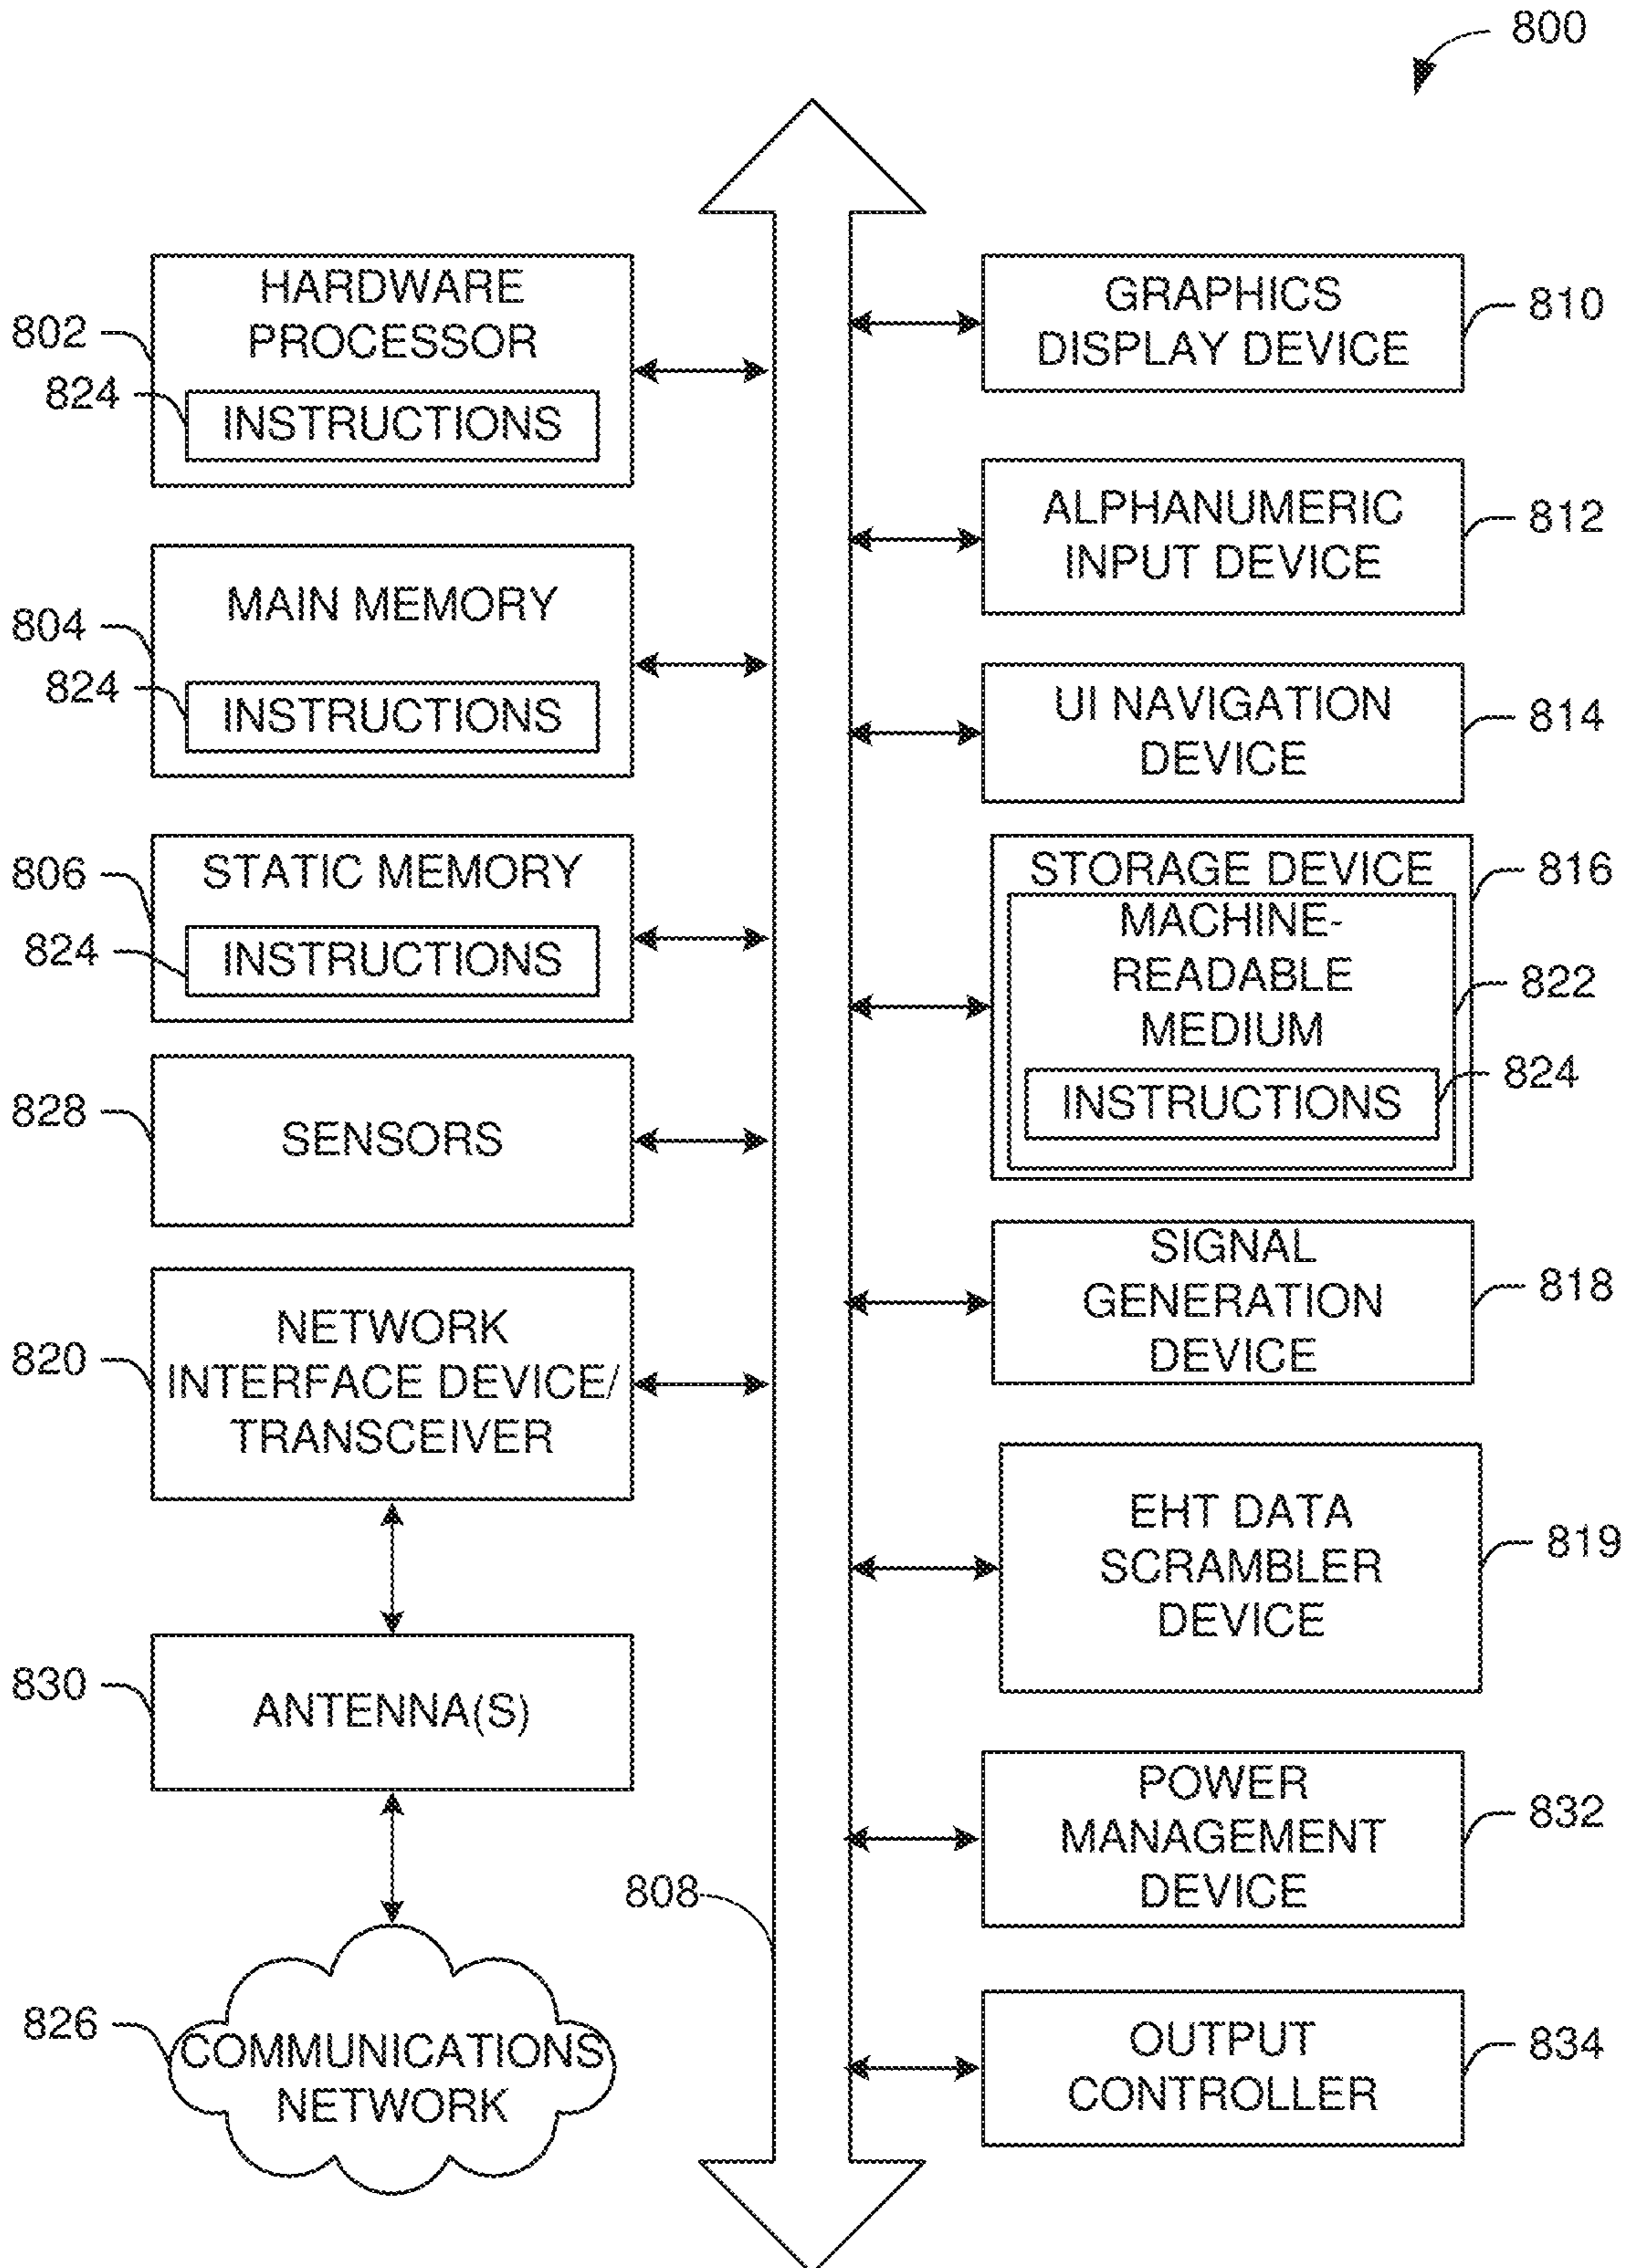 800
HARDWARE
PROCESSOR
802
824
INSTRUCTIONS
MAIN MEMORY
804
824
INSTRUCTIONS
STATIC MEMORY
806
824
INSTRUCTIONS
828
SENSORS
NETWORK
INTERFACE DEVICE/
TRANSCEIVER
820
830
ANTENNA(S)
808
826
COMMUNICATIONS
NETWORK
GRAPHICS
DISPLAY DEVICE
810
ALPHANUMERIC
INPUT DEVICE
812
UI NAVIGATION
DEVICE
814
STORAGE DEVICE
816
MACHINE-
READABLE
MEDIUM
822
824
INSTRUCTIONS
SIGNAL
GENERATION
DEVICE
818
EHT DATA
SCRAMBLER
DEVICE
819
POWER
MANAGEMENT
DEVICE
832
OUTPUT
CONTROLLER
834